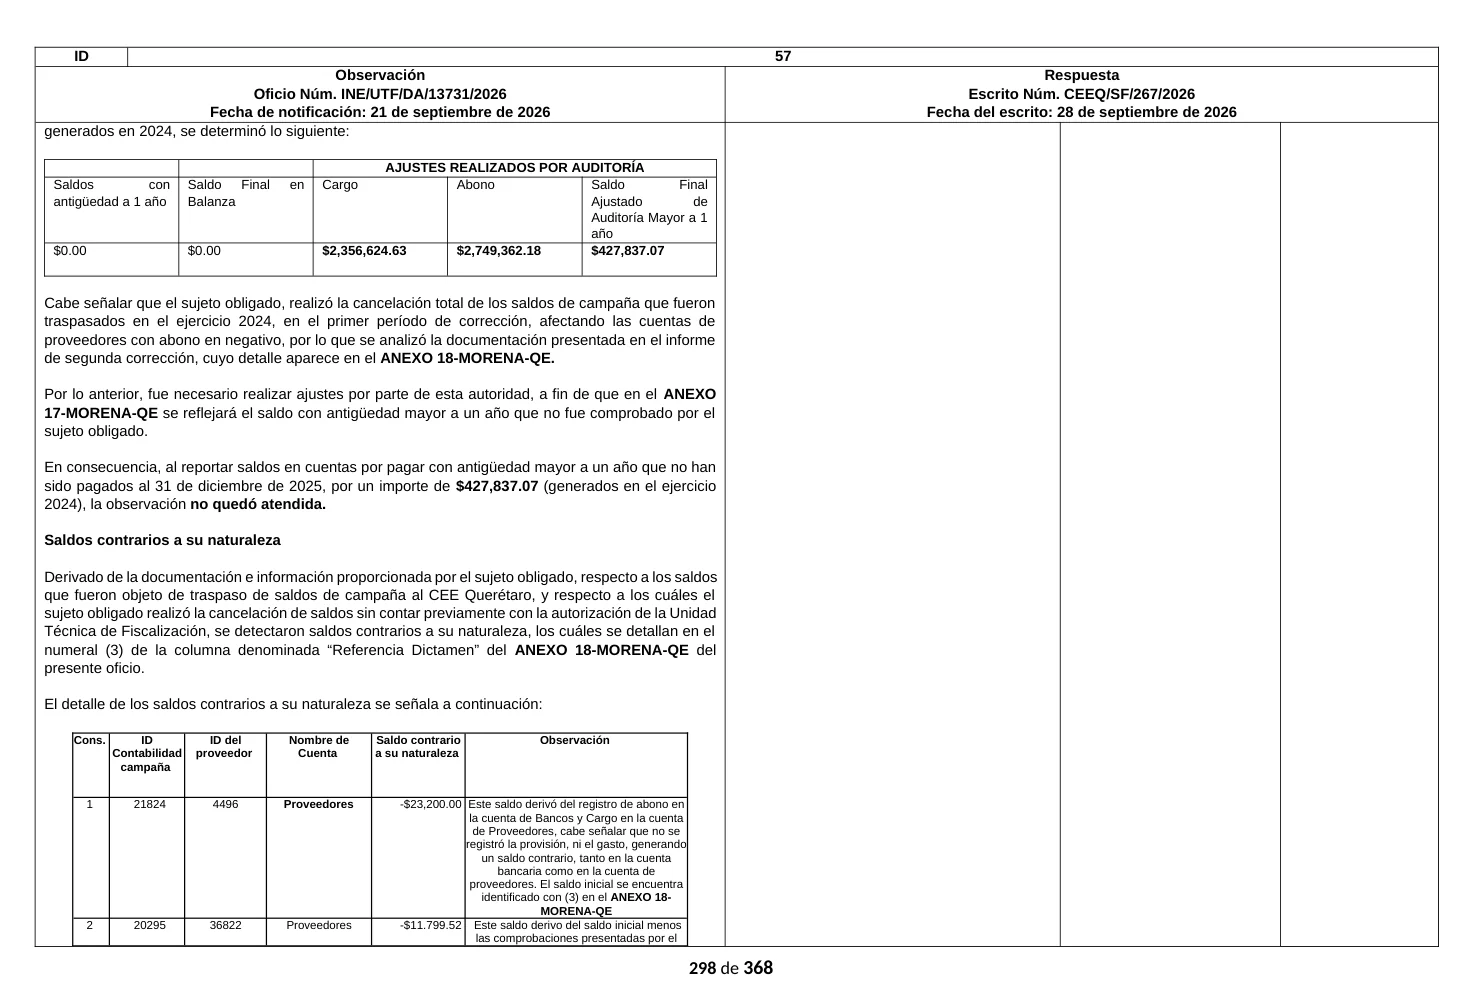 ID
57
Observación
Oficio Núm. INE/UTF/DA/13731/2026
Fecha de notificación: 21 de septiembre de 2026
Respuesta
Escrito Núm. CEEQ/SF/267/2026
Fecha del escrito: 28 de septiembre de 2026
generados en 2024, se determinó lo siguiente:
AJUSTES REALIZADOS POR AUDITORÍA
Saldos con
antigüedad a 1 año
Saldo Final en
Balanza
Cargo
Abono
Saldo Final
Ajustado de
Auditoría Mayor a 1
año
$0.00
$0.00
$2,356,624.63
$2,749,362.18
$427,837.07
Cabe señalar que el sujeto obligado, realizó la cancelación total de los saldos de campaña que fueron
traspasados en el ejercicio 2024, en el primer período de corrección, afectando las cuentas de
proveedores con abono en negativo, por lo que se analizó la documentación presentada en el informe
de segunda corrección, cuyo detalle aparece en el ANEXO 18-MORENA-QE.
Por lo anterior, fue necesario realizar ajustes por parte de esta autoridad, a fin de que en el ANEXO
17-MORENA-QE se reflejará el saldo con antigüedad mayor a un año que no fue comprobado por el
sujeto obligado.
En consecuencia, al reportar saldos en cuentas por pagar con antigüedad mayor a un año que no han
sido pagados al 31 de diciembre de 2025, por un importe de $427,837.07 (generados en el ejercicio
2024), la observación no quedó atendida.
Saldos contrarios a su naturaleza
Derivado de la documentación e información proporcionada por el sujeto obligado, respecto a los saldos
que fueron objeto de traspaso de saldos de campaña al CEE Querétaro, y respecto a los cuáles el
sujeto obligado realizó la cancelación de saldos sin contar previamente con la autorización de la Unidad
Técnica de Fiscalización, se detectaron saldos contrarios a su naturaleza, los cuáles se detallan en el
numeral (3) de la columna denominada “Referencia Dictamen” del ANEXO 18-MORENA-QE del
presente oficio.
El detalle de los saldos contrarios a su naturaleza se señala a continuación:
Cons.
ID
Contabilidad
campaña
ID del
proveedor
Nombre de
Cuenta
Saldo contrario
a su naturaleza
Observación
1
21824
4496
Proveedores
-$23,200.00
Este saldo derivó del registro de abono en
la cuenta de Bancos y Cargo en la cuenta
de Proveedores, cabe señalar que no se
registró la provisión, ni el gasto, generando
un saldo contrario, tanto en la cuenta
bancaria como en la cuenta de
proveedores. El saldo inicial se encuentra
identificado con (3) en el ANEXO 18-
MORENA-QE
2
20295
36822
Proveedores
-$11.799.52
Este saldo derivo del saldo inicial menos
las comprobaciones presentadas por el
298 de 368